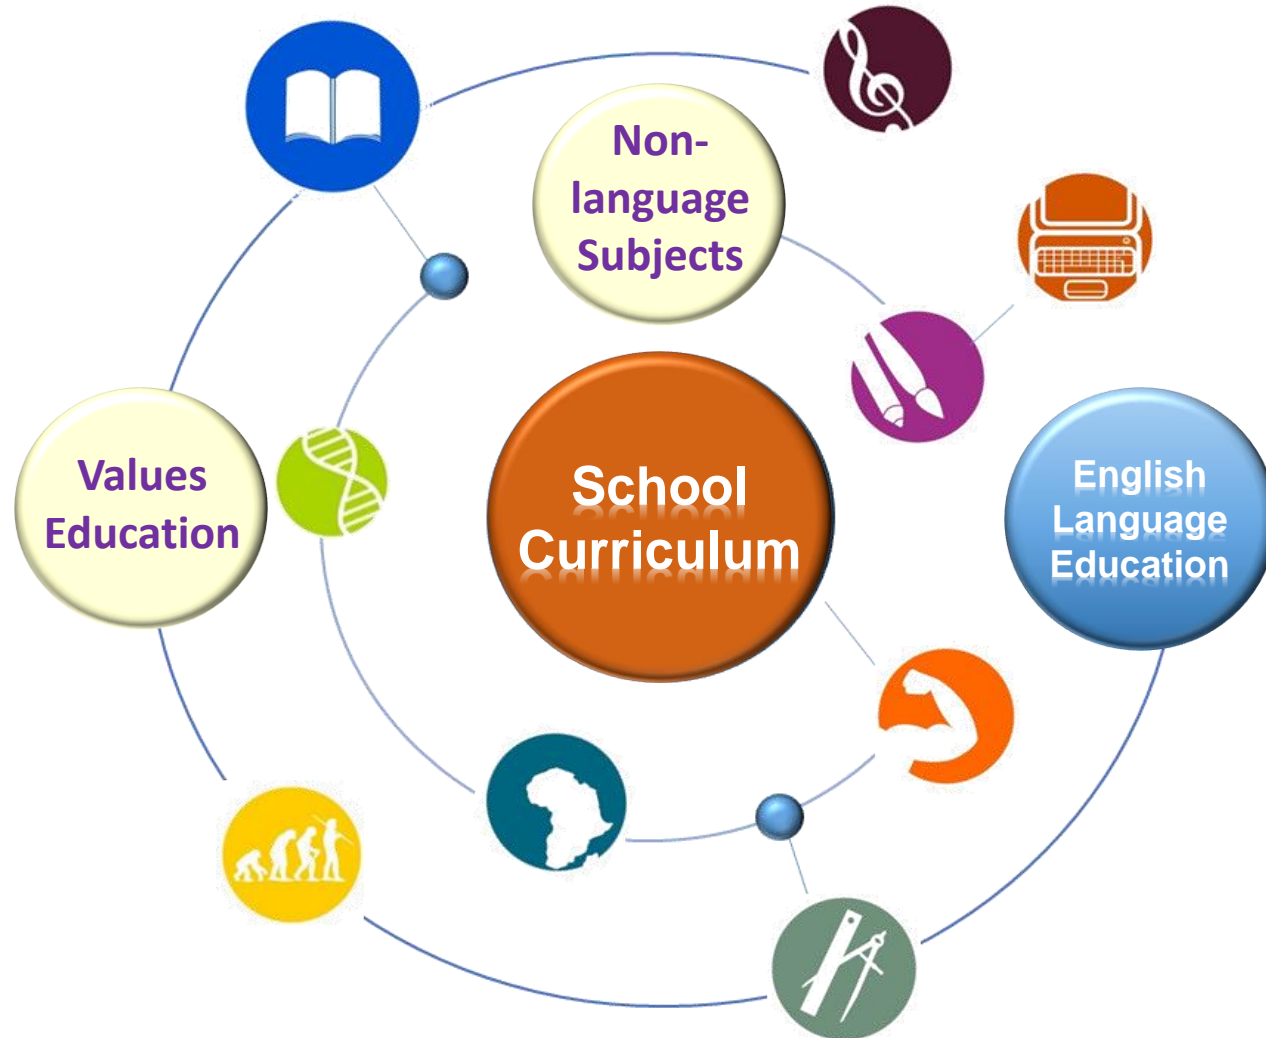 Non-
language
Subjects
Values
Education
School
Curriculum
English
Language
Education